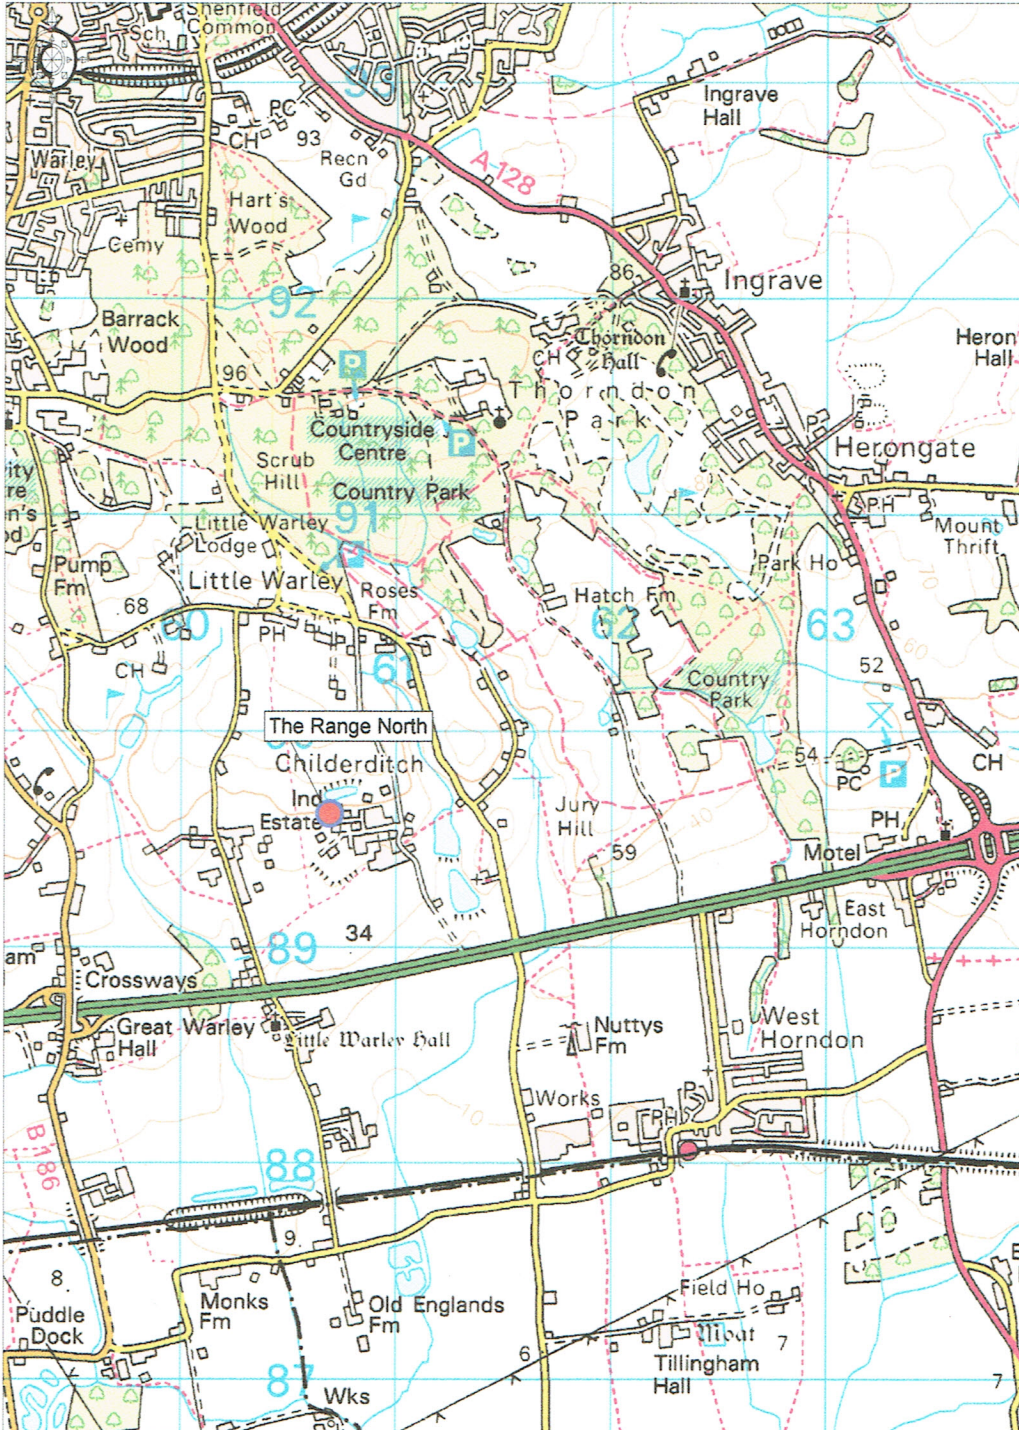 Shenfield
Common
Sch
93
PC
CH
93
Recn
Gd
Ingrave
Hall
A 128
Warley
Hart's
Wood
Cemy
86
Ingrave
92
Barrack
Wood
Thorndon
Hall
CH
Heron
Hall
96
P
Thorndon
Park
Countryside
Centre
P
P
Herongate
Scrub
Hill
Country Park
PH
91
Little Warley
Lodge
Mount
Thrift
Pump
Fm
Little Warley
Roses
Fm
Hatch Fm
Park Ho
70
68
60
PH
61
62
63
60
52
CH
Country
Park
The Range North
Childerditch
Ind
Estate
54
PC
P
CH
Jury
Hill
40
PH
59
Motel
34
East
Horndon
89
Crossways
Great Warley
Hall
Little Warley Hall
Nuttys
Fm
West
Horndon
Works
10
P
PH
B 186
88
9
8
Puddle
Dock
Monks
Fm
Old Englands
Fm
Field Ho
Moat
7
6
Tillingham
Hall
87
Wks
7